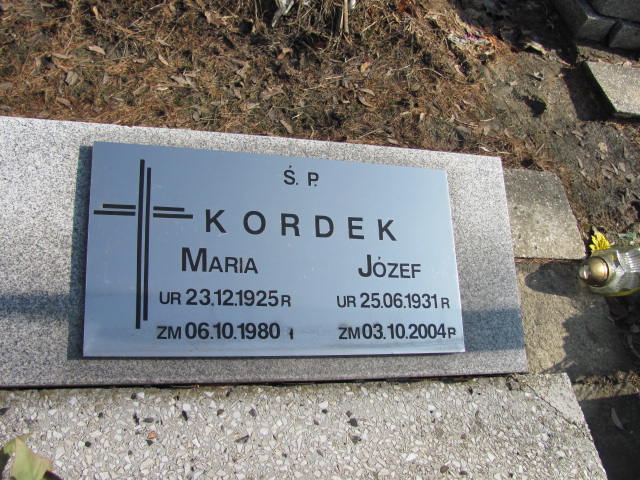 Ś. P.
KORDEK
MARIA JÓZEF
UR 23.12.1925 R UR 25.06.1931 R
ZM 06.10.1980 ZM 03.10.2004 P